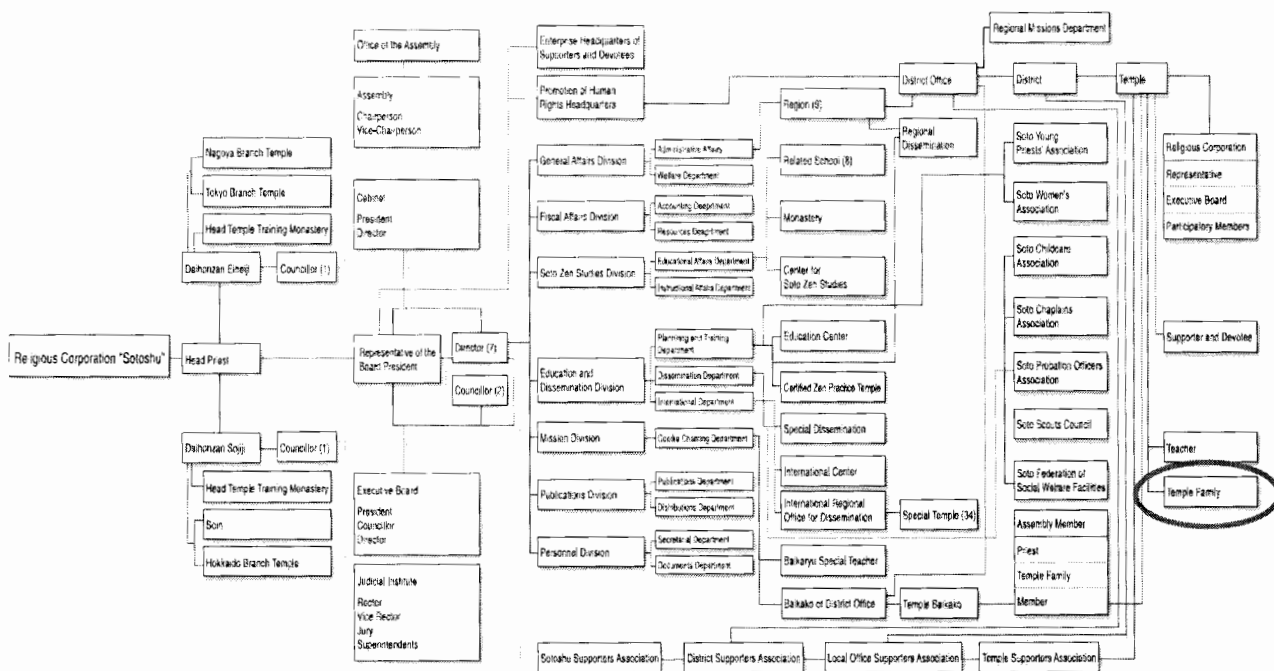 Religious Corporation "Sotoshu"
Head Priest
Nagoya Branch Temple
Tokyo Branch Temple
Head Temple Training Monastery
Daihonzan Eiheiji
Councillor (1)
Daihonzan Sojiji
Councillor (1)
Head Temple Training Monastery
Soin
Hokkaido Branch Temple
Office of the Assembly
Assembly
Chairperson
Vice-Chairperson
Cabinet
President
Director
Representative of the
Board President
Director (7)
Councillor (2)
Executive Board
President
Councillor
Director
Judicial Institute
Rector
Vice Rector
Jury
Superintendents
Enterprise Headquarters of
Supporters and Devotees
Promotion of Human
Rights Headquarters
General Affairs Division
Administrative Affairs
Welfare Department
Fiscal Affairs Division
Accounting Department
Resources Department
Soto Zen Studies Division
Educational Affairs Department
Instructional Affairs Department
Education and
Dissemination Division
Planning and Training
Department
Dissemination Department
International Department
Mission Division
Gooika Chanting Department
Publications Division
Publications Department
Distributions Department
Personnel Division
Secretarial Department
Documents Department
Region (9)
Related School (8)
Monastery
Center for
Soto Zen Studies
Education Center
Certified Zen Practice Temple
Special Dissemination
International Center
International Regional
Office for Dissemination
Special Temple (34)
Baikaryu Special Teacher
Baikako of District Office
Temple Baikako
Regional Missions Department
District Office
District
Temple
Regional
Dissemination
Soto Young
Priests' Association
Soto Women's
Association
Soto Childcare
Association
Soto Chaplains
Association
Soto Probation Officers
Association
Soto Scouts Council
Soto Federation of
Social Welfare Facilities
Assembly Member
Priest
Temple Family
Member
Religious Corporation
Representative
Executive Board
Participatory Members
Supporter and Devotee
Teacher
Temple Family
Sotoshu Supporters Association
District Supporters Association
Local Office Supporters Association
Temple Supporters Association